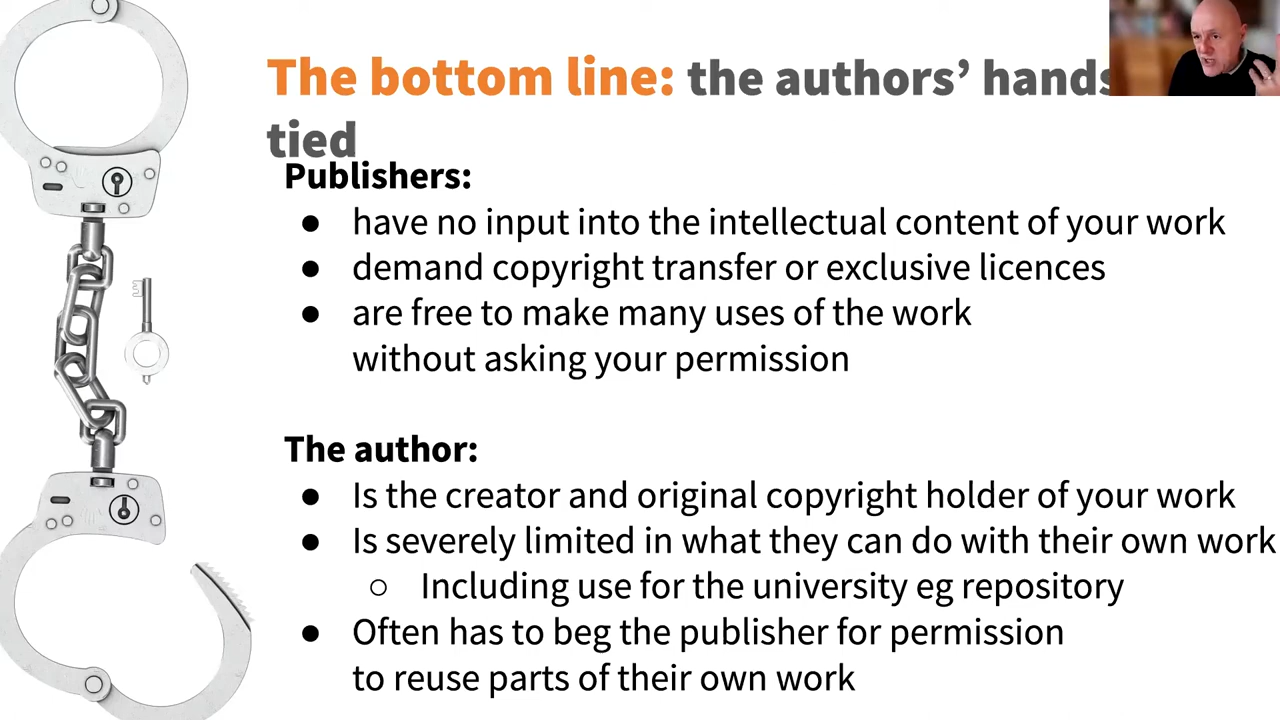 The bottom line: the authors’ hands
tied
Publishers:
● have no input into the intellectual content of your work
● demand copyright transfer or exclusive licences
● are free to make many uses of the work
without asking your permission
The author:
● Is the creator and original copyright holder of your work
● Is severely limited in what they can do with their own work
○ Including use for the university eg repository
● Often has to beg the publisher for permission
to reuse parts of their own work